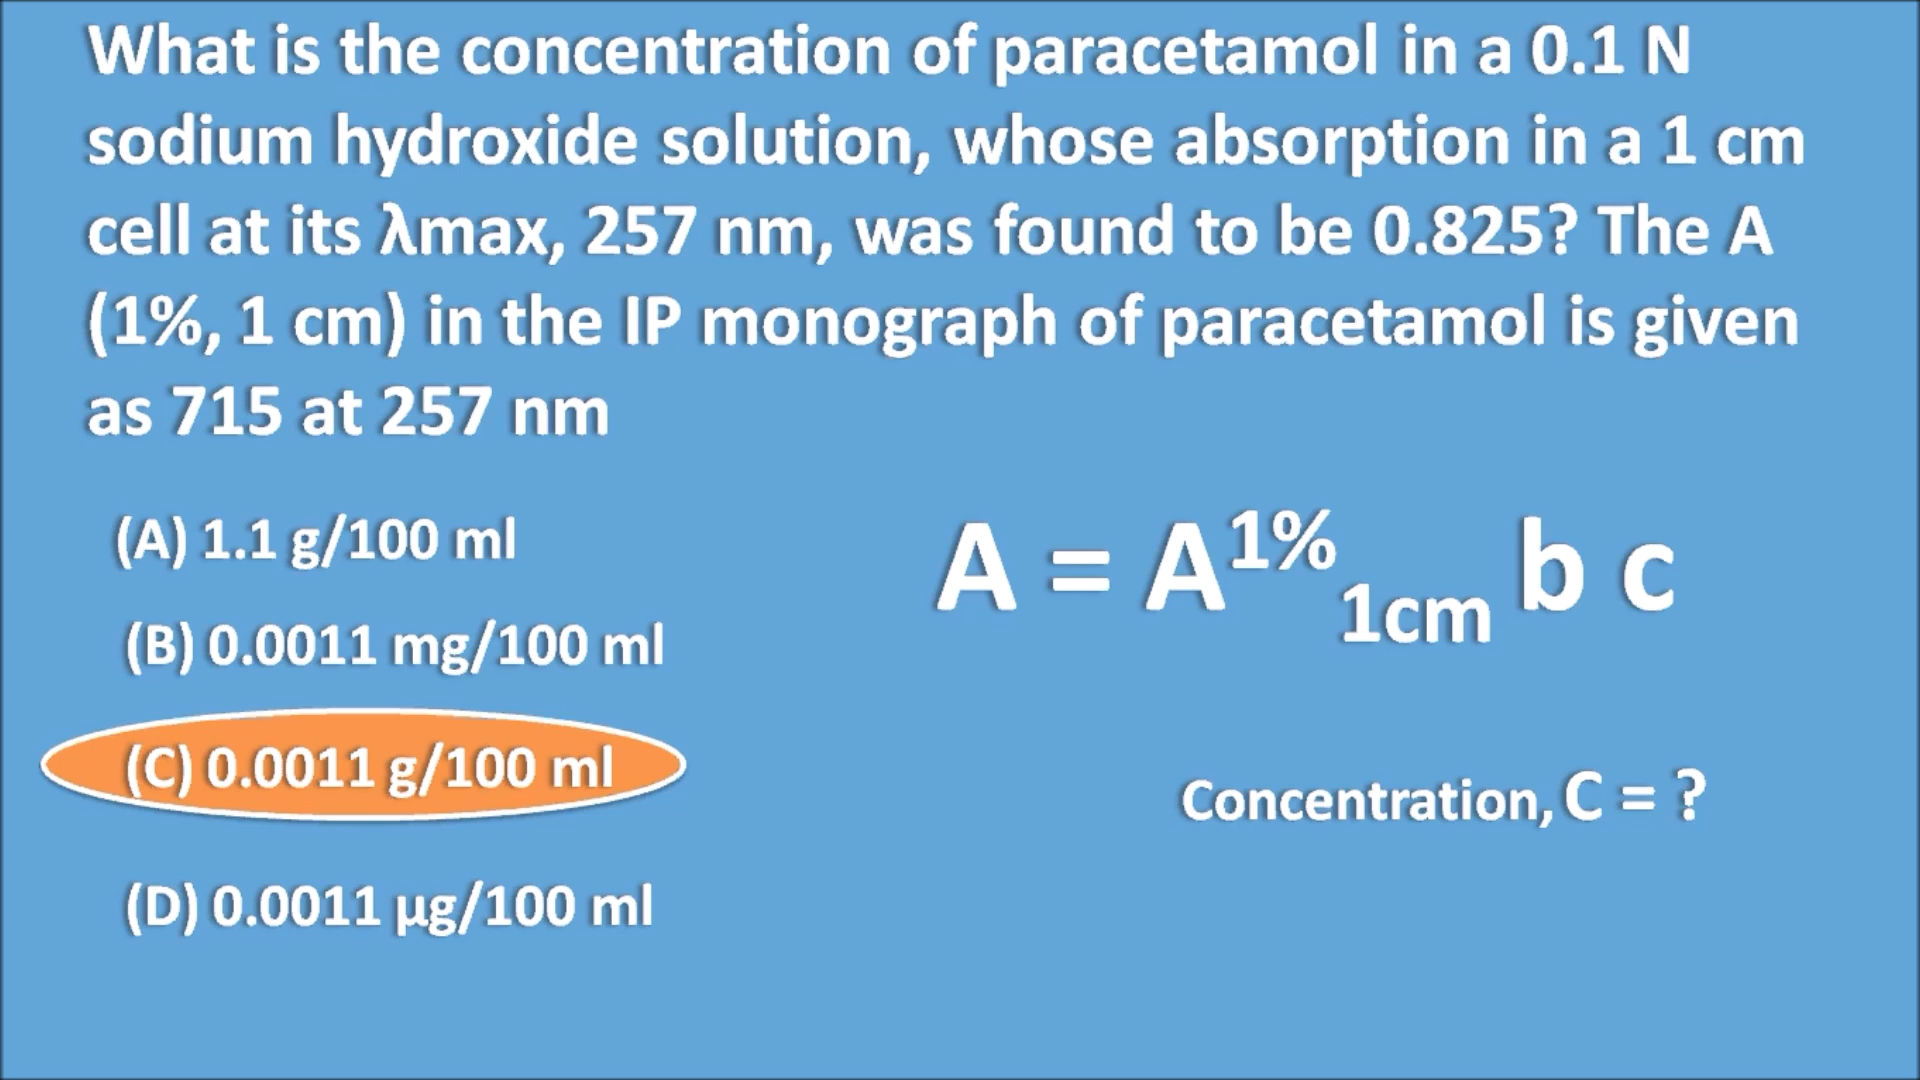 What is the concentration of paracetamol in a 0.1 N
sodium hydroxide solution, whose absorption in a 1 cm
cell at its λmax, 257 nm, was found to be 0.825? The A
(1%, 1 cm) in the IP monograph of paracetamol is given
as 715 at 257 nm
(A) 1.1 g/100 ml
(B) 0.0011 mg/100 ml
(C) 0.0011 g/100 ml
(D) 0.0011 µg/100 ml
A = A1% 1cm b c
Concentration, C = ?